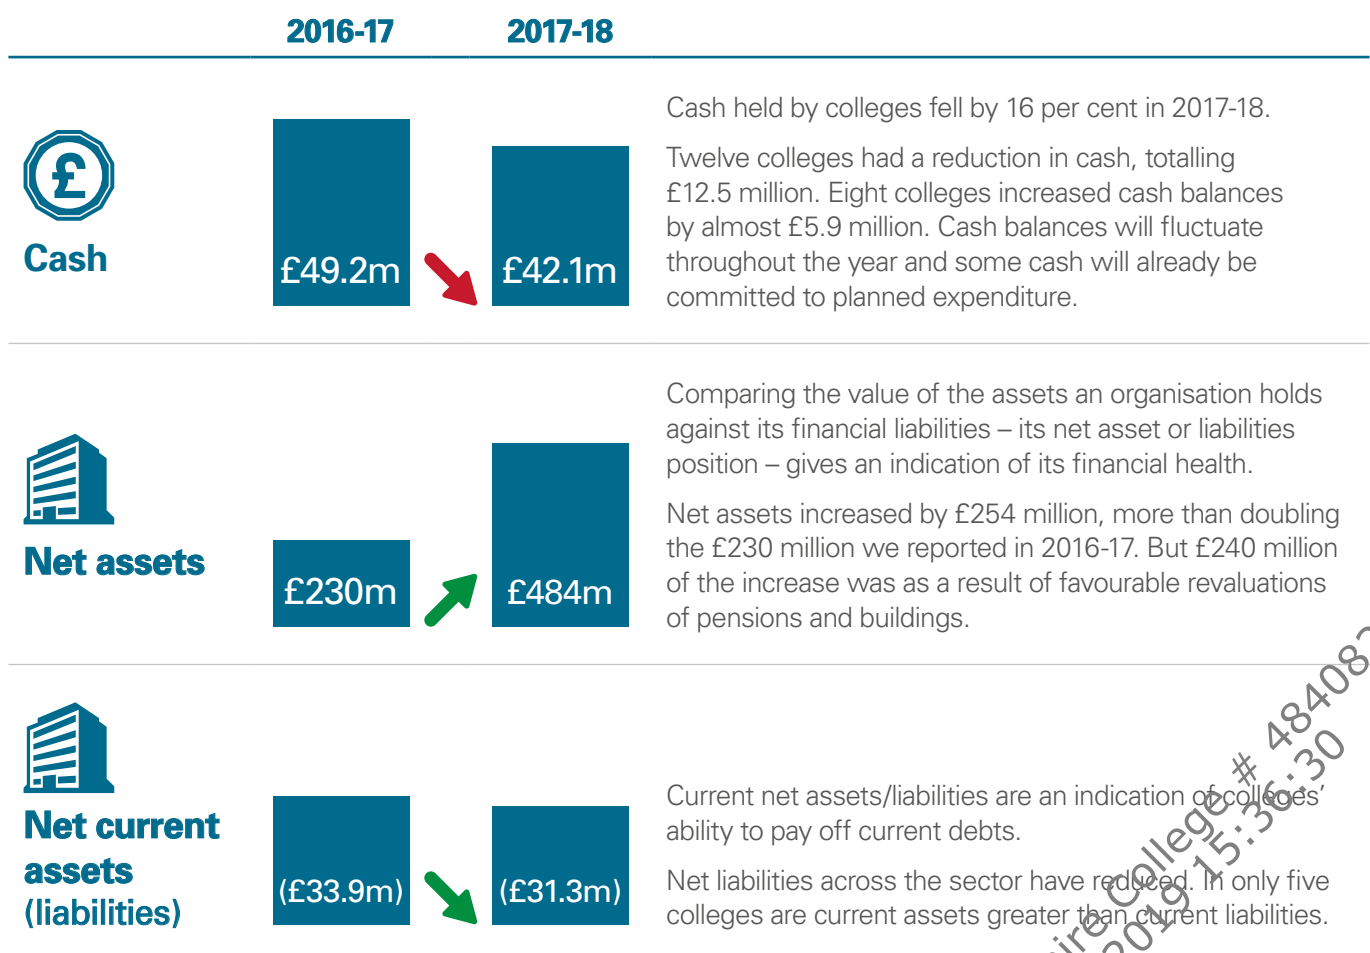 2016-17 2017-18
£
Cash
£49.2m
£42.1m
Cash held by colleges fell by 16 per cent in 2017-18.
Twelve colleges had a reduction in cash, totalling
£12.5 million. Eight colleges increased cash balances
by almost £5.9 million. Cash balances will fluctuate
throughout the year and some cash will already be
committed to planned expenditure.
Net assets
£230m
£484m
Comparing the value of the assets an organisation holds
against its financial liabilities – its net asset or liabilities
position – gives an indication of its financial health.
Net assets increased by £254 million, more than doubling
the £230 million we reported in 2016-17. But £240 million
of the increase was as a result of favourable revaluations
of pensions and buildings.
Net current
assets
(liabilities)
(£33.9m)
(£31.3m)
Current net assets/liabilities are an indication of colleges’
ability to pay off current debts.
Net liabilities across the sector have reduced. In only five
colleges are current assets greater than current liabilities.
College # 48408
2019 15:36:30